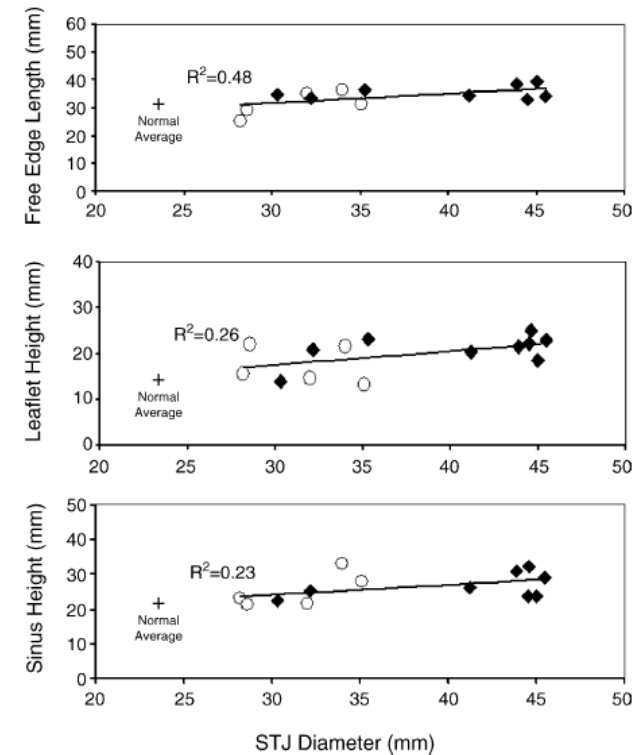 Free Edge Length (mm)
60
50
40
30
20
10
0
R²=0.48
+
Normal
Average
20 25 30 35 40 45 50
Leaflet Height (mm)
40
30
20
10
0
R²=0.26
+
Normal
Average
20 25 30 35 40 45 50
Sinus Height (mm)
50
40
30
20
10
0
R²=0.23
+
Normal
Average
20 25 30 35 40 45 50
STJ Diameter (mm)